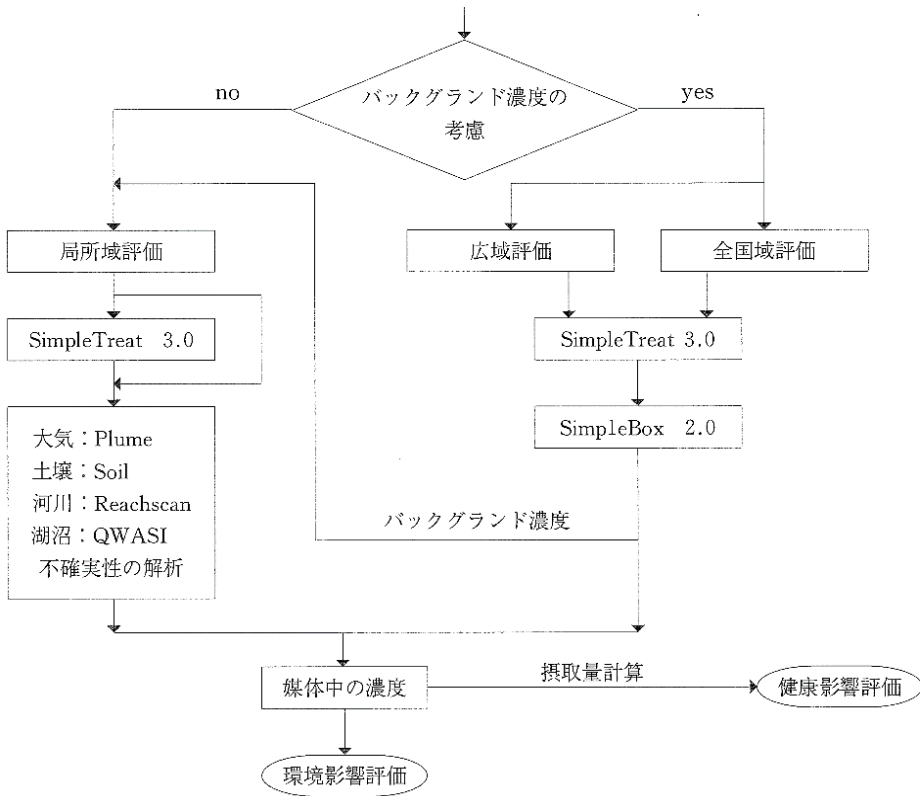 バックグランド濃度の
考慮
no
yes
局所域評価
広域評価
全国域評価
SimpleTreat 3.0
SimpleTreat 3.0
SimpleBox 2.0
大気：Plume
土壌：Soil
河川：Reachscan
湖沼：QWASI
不確実性の解析
バックグランド濃度
媒体中の濃度
摂取量計算
健康影響評価
環境影響評価